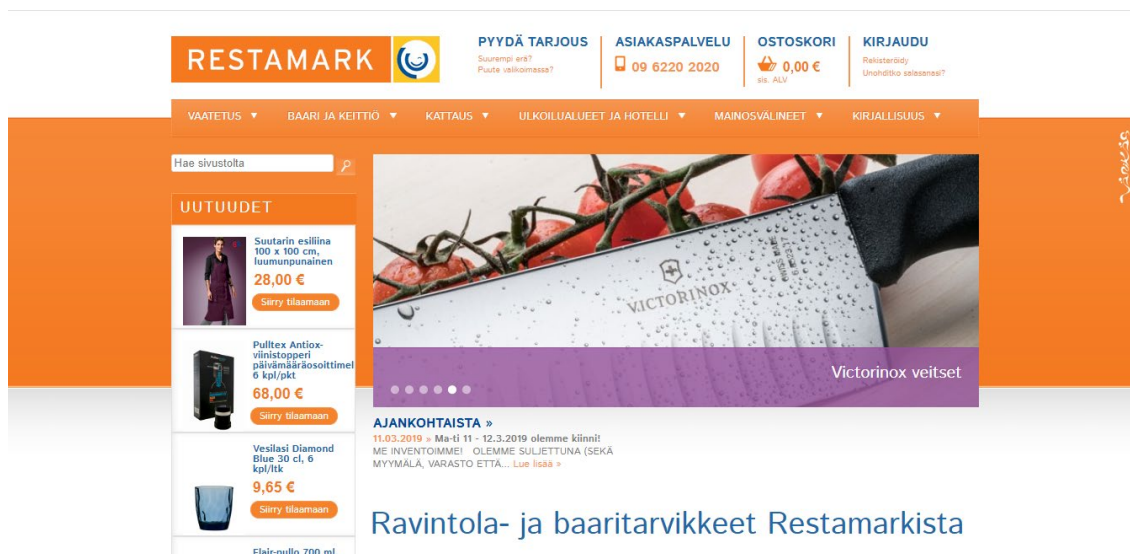 RESTAMARK
PYYDÄ TARJOUS
Suurempi erä?
Puute valikoimassa?
ASIAKASPALVELU
09 6220 2020
OSTOSKORI
0,00 €
sis. ALV
KIRJAUDU
Rekisteröidy
Unohditko salasanasi?
VAATETUS ▼ BAARI JA KEITTIÖ ▼ KATTAUS ▼ ULKOILUALUEET JA HOTELLI ▼ MAINOSVÄLINEET ▼ KIRJALLISUUS ▼
Hae sivustolta
UUTUUDET
Suutarin esiliina
100 x 100 cm,
luumunpunainen
28,00 €
Siirry tilaamaan
Pulltex Antiox-
viinistopperi
päivämääräosoittimel
6 kpl/pkt
68,00 €
Siirry tilaamaan
Vesilasi Diamond
Blue 30 cl, 6
kpl/ltk
9,65 €
Siirry tilaamaan
Flair-pullo 700 ml
VICTORINOX
Victorinox veitset
AJANKOHTAISTA »
11.03.2019 » Ma-ti 11 - 12.3.2019 olemme kiinni!
ME INVENTOIMME! OLEMME SULJETTUNA (SEKÄ
MYYMÄLÄ, VARASTO ETTÄ... Lue lisää »
Ravintola- ja baaritarvikkeet Restamarkista